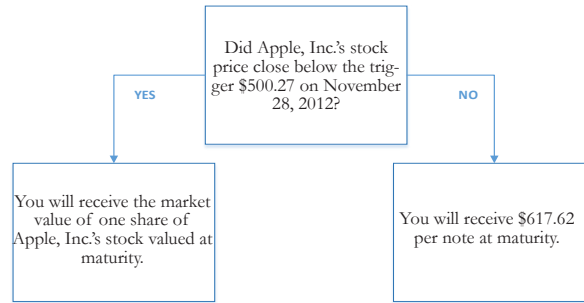 Did Apple, Inc.'s stock
price close below the trig-
ger $500.27 on November
28, 2012?
YES
NO
You will receive the market
value of one share of
Apple, Inc.'s stock valued at
maturity.
You will receive $617.62
per note at maturity.